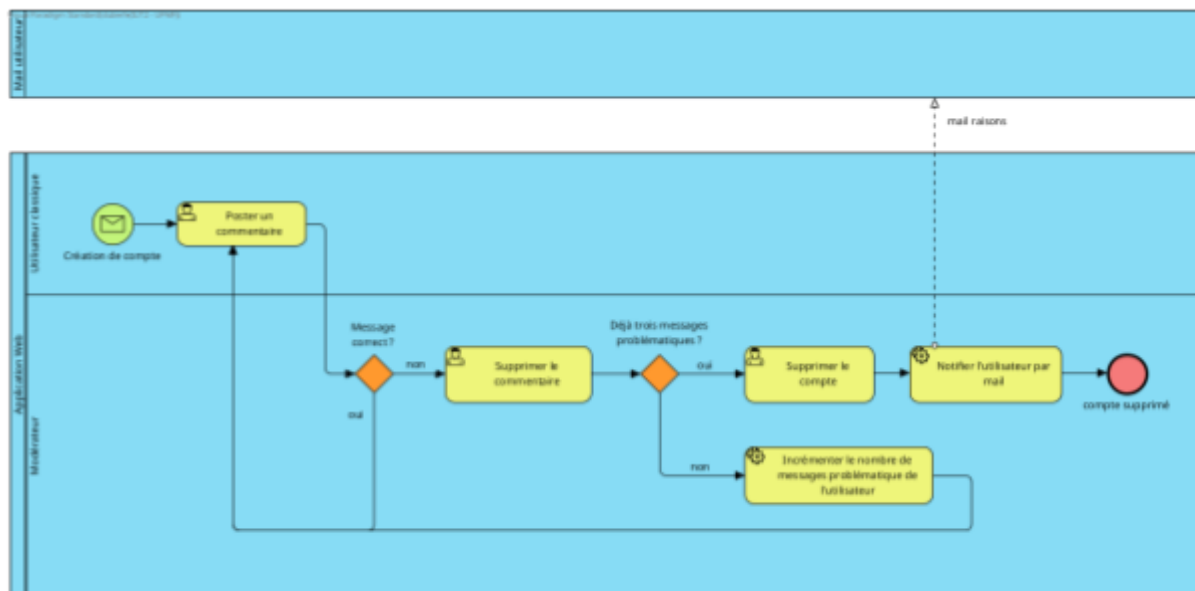 Mail utilisateur
mail raisons
Application Web
Utilisateur classique
Création de compte
Poster un
commentaire
Modérateur
Message
correct ?
non
oui
Supprimer le
commentaire
Déjà trois messages
problématiques ?
oui
non
Supprimer le
compte
Notifier l'utilisateur par
mail
compte supprimé
Incrémenter le nombre de
messages problématique de
l'utilisateur